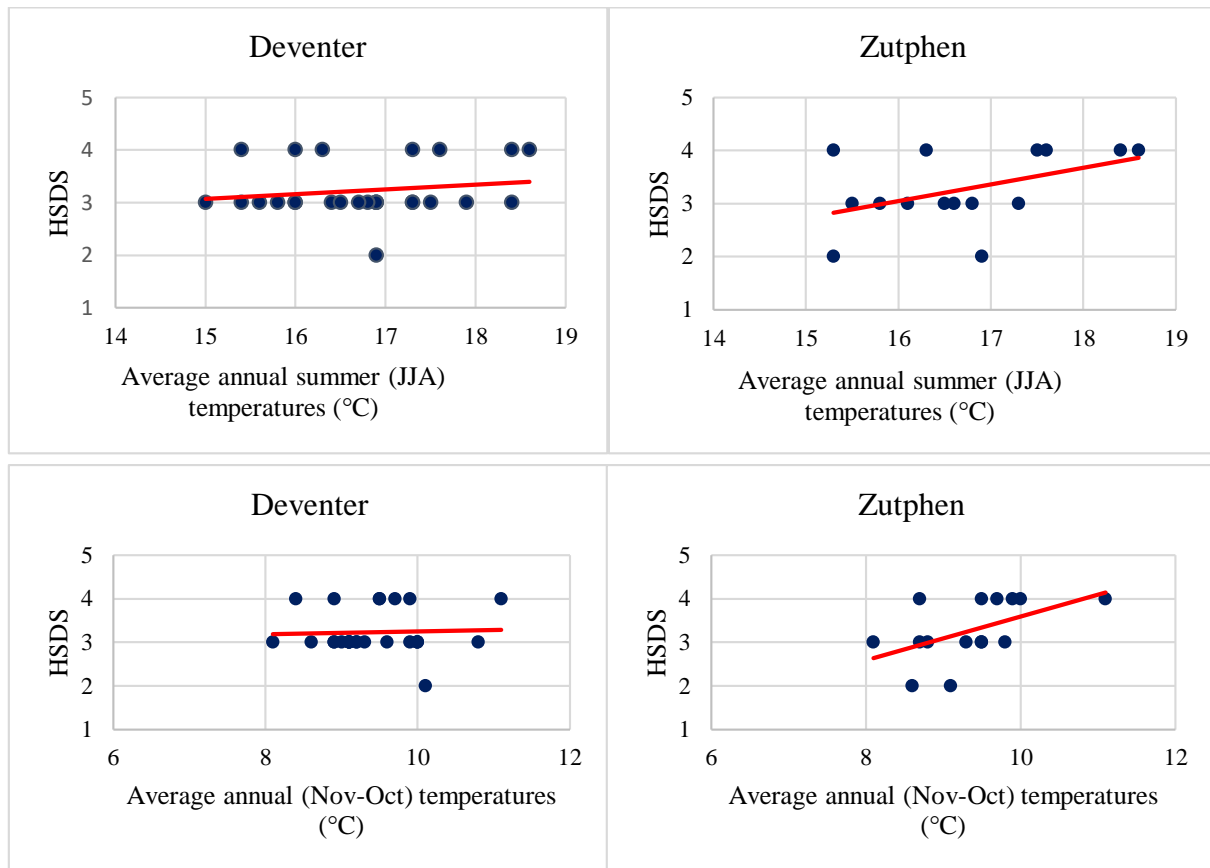 Deventer
HSDS
5
4
3
2
1
14 15 16 17 18 19
Average annual summer (JJA)
temperatures (°C)
Zutphen
HSDS
5
4
3
2
1
14 15 16 17 18 19
Average annual summer (JJA)
temperatures (°C)
Deventer
HSDS
5
4
3
2
1
6 8 10 12
Average annual (Nov-Oct) temperatures
(°C)
Zutphen
HSDS
5
4
3
2
1
6 8 10 12
Average annual (Nov-Oct) temperatures
(°C)